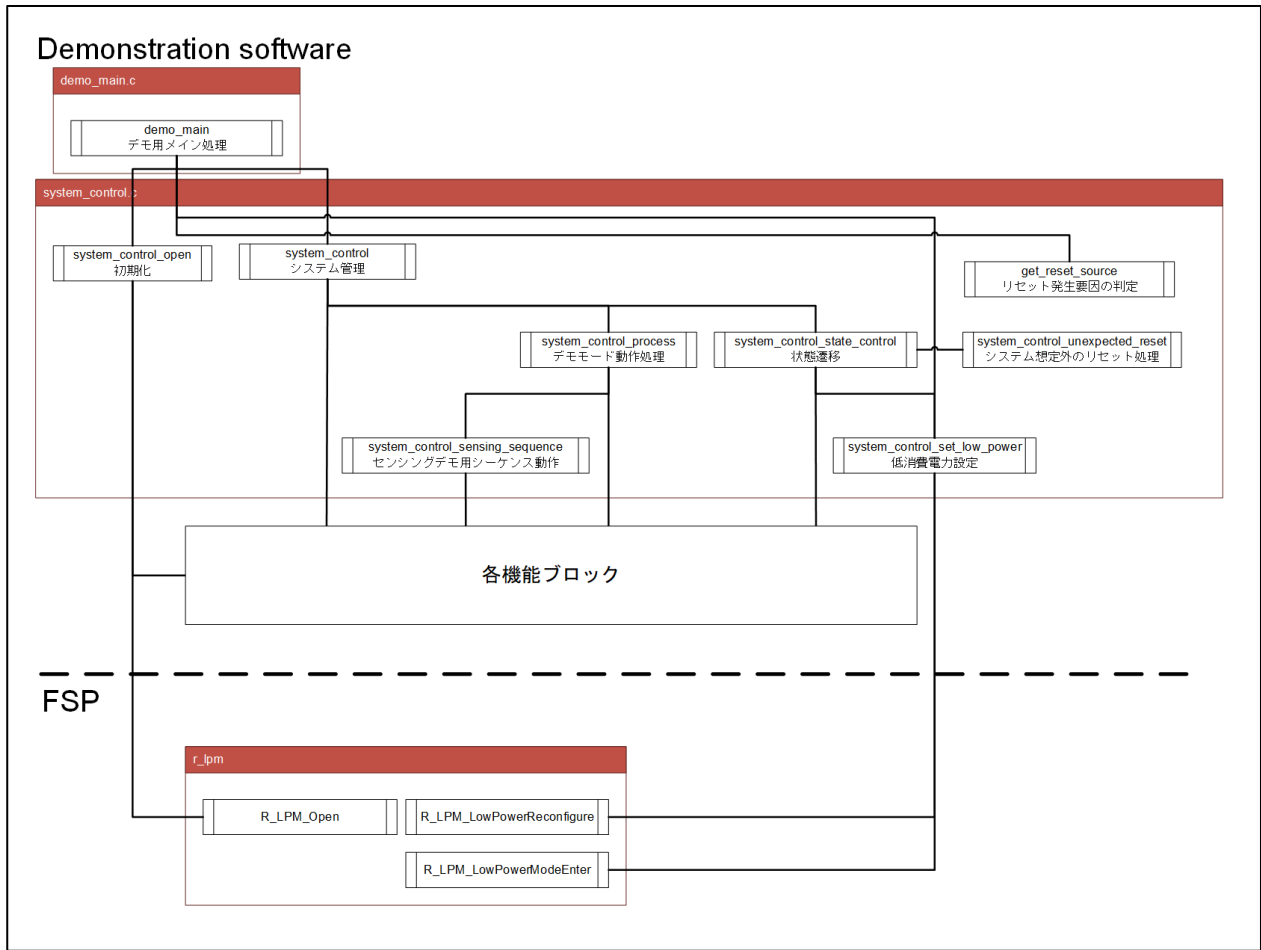 Demonstration software
demo_main.c
demo_main
デモ用メイン処理
system_control.c
system_control_open
初期化
system_control
システム管理
get_reset_source
リセット発生要因の判定
system_control_process
デモモード動作処理
system_control_state_control
状態遷移
system_control_unexpected_reset
システム想定外のリセット処理
system_control_sensing_sequence
センシングデモ用シーケンス動作
system_control_set_low_power
低消費電力設定
各機能ブロック
FSP
r_lpm
R_LPM_Open
R_LPM_LowPowerReconfigure
R_LPM_LowPowerModeEnter